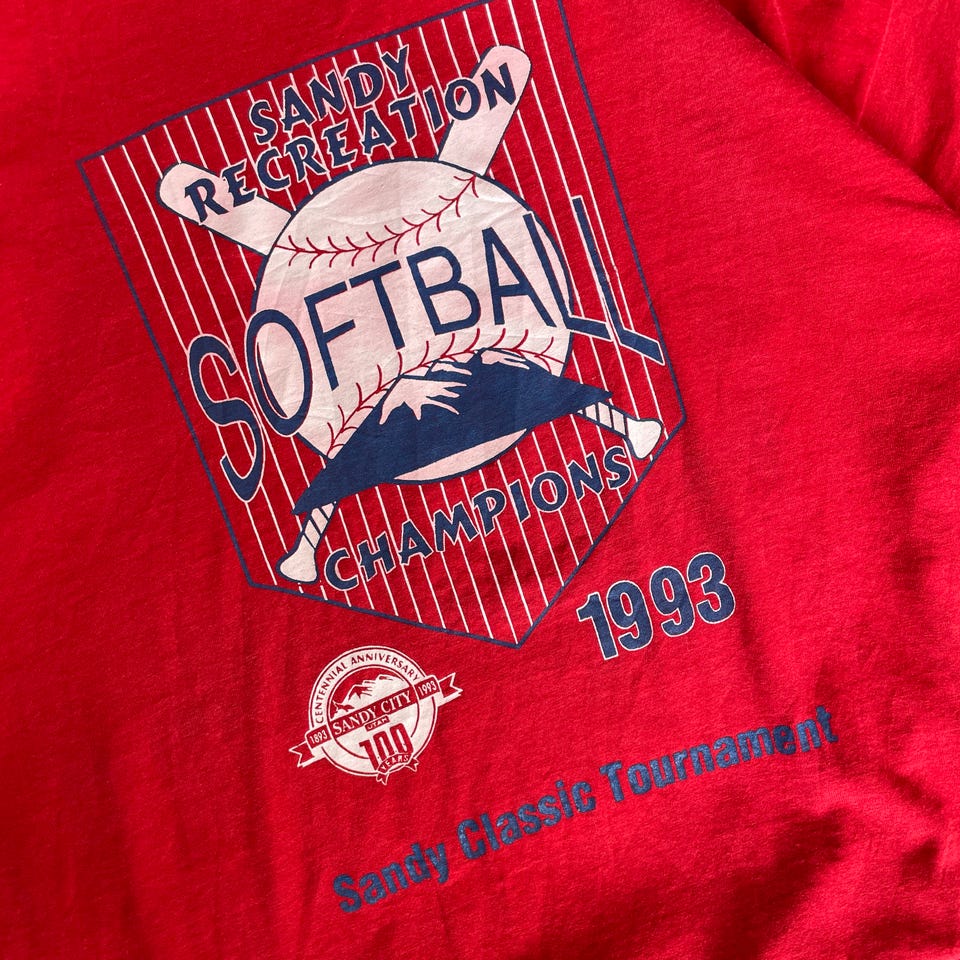 SANDY
RECREATION
SOFTBALL
CHAMPIONS
1993
CENTENNIAL ANNIVERSARY
1893 SANDY CITY 1993
UTAH
100
YEARS
Sandy Classic Tournament